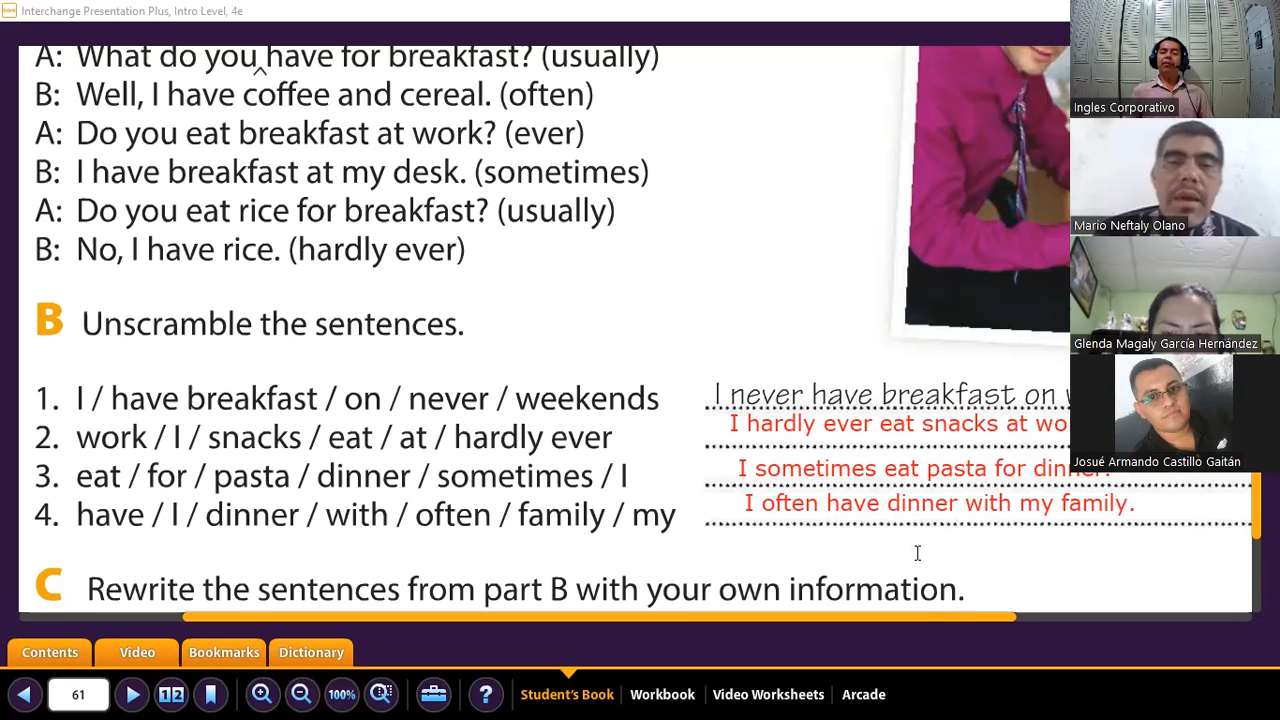 Interchange Presentation Plus, Intro Level, 4e
A: What do you have for breakfast? (usually)
B: Well, I have coffee and cereal. (often)
A: Do you eat breakfast at work? (ever)
B: I have breakfast at my desk. (sometimes)
A: Do you eat rice for breakfast? (usually)
B: No, I have rice. (hardly ever)
B Unscramble the sentences.
1. I / have breakfast / on / never / weekends
I never have breakfast on
2. work / I / snacks / eat / at / hardly ever
I hardly ever eat snacks at wo
3. eat / for / pasta / dinner / sometimes / I
I sometimes eat pasta for dinner.
4. have / I / dinner / with / often / family / my
I often have dinner with my family.
C Rewrite the sentences from part B with your own information.
Ingles Corporativo
Mario Neftaly Olano
Glenda Magaly García Hernández
Josué Armando Castillo Gaitán
Contents Video Bookmarks Dictionary
61 1 2 100% ? Student's Book Workbook Video Worksheets Arcade